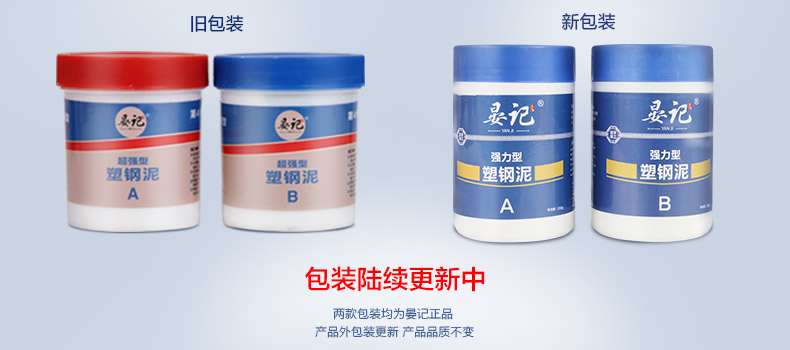 旧包装
新包装
晏记
超强型
塑钢泥
A
晏记
超强型
塑钢泥
B
晏记®
YANJI
强力型
塑钢泥
A
晏记®
YANJI
强力型
塑钢泥
B
包装陆续更新中
两款包装均为晏记正品
产品外包装更新 产品品质不变